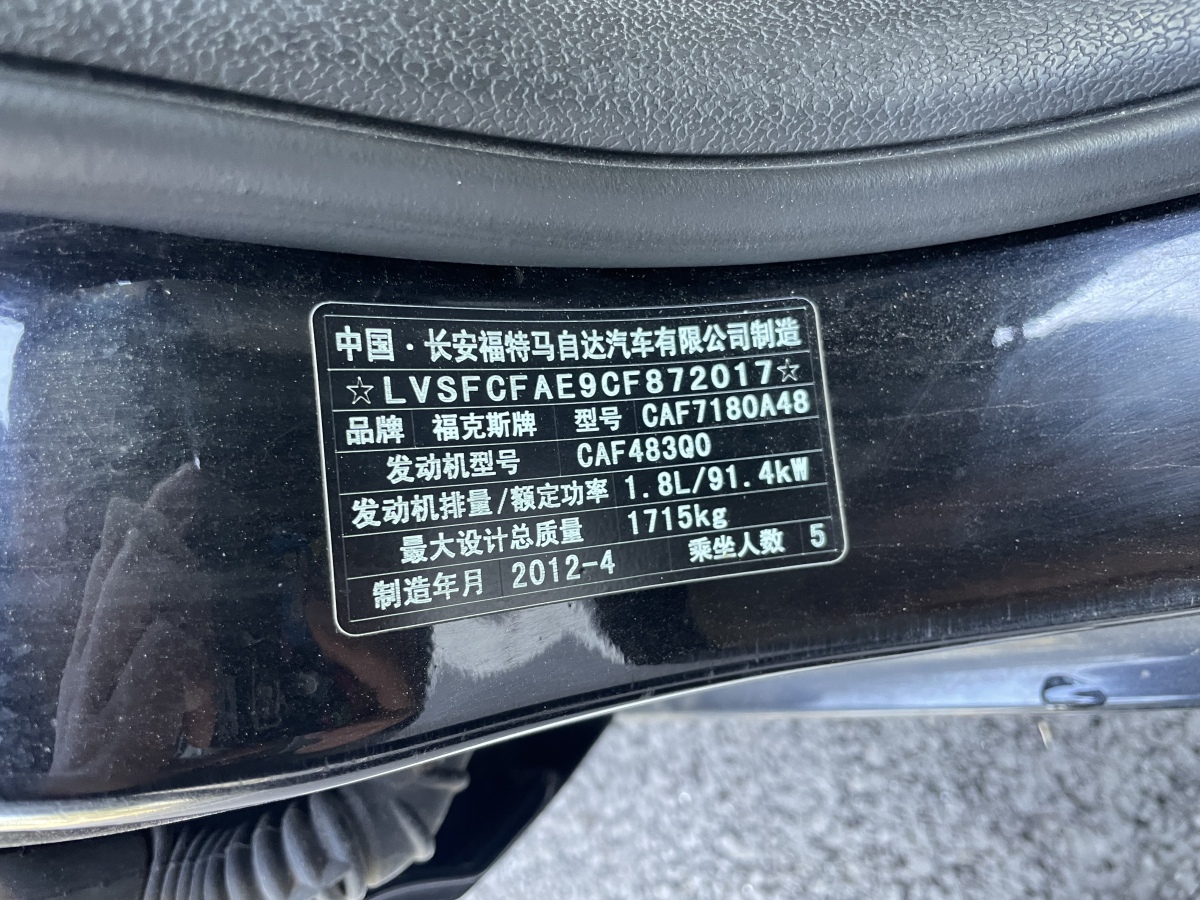 中国·长安福特马自达汽车有限公司制造
☆LVSFCFAE9CF872017☆
品牌 福克斯牌 型号 CAF7180A48
发动机型号 CAF483Q0
发动机排量/额定功率 1.8L/91.4kW
最大设计总质量 1715kg
制造年月 2012-4 乘坐人数 5